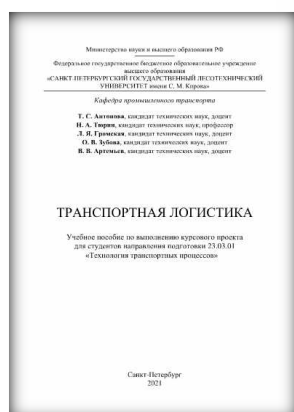 Министерство науки и высшего образования РФ
Федеральное государственное бюджетное образовательное учреждение
высшего образования
«САНКТ-ПЕТЕРБУРГСКИЙ ГОСУДАРСТВЕННЫЙ ЛЕСОТЕХНИЧЕСКИЙ
УНИВЕРСИТЕТ имени С. М. Кирова»
Кафедра промышленного транспорта
Т. С. Антонова, кандидат технических наук, доцент
Н. А. Тюрин, кандидат технических наук, профессор
Л. Я. Громская, кандидат технических наук, доцент
О. В. Зубова, кандидат технических наук, доцент
В. В. Артемьев, кандидат технических наук, доцент
ТРАНСПОРТНАЯ ЛОГИСТИКА
Учебное пособие по выполнению курсового проекта
для студентов направления подготовки 23.03.01
«Технология транспортных процессов»
Санкт-Петербург
2021